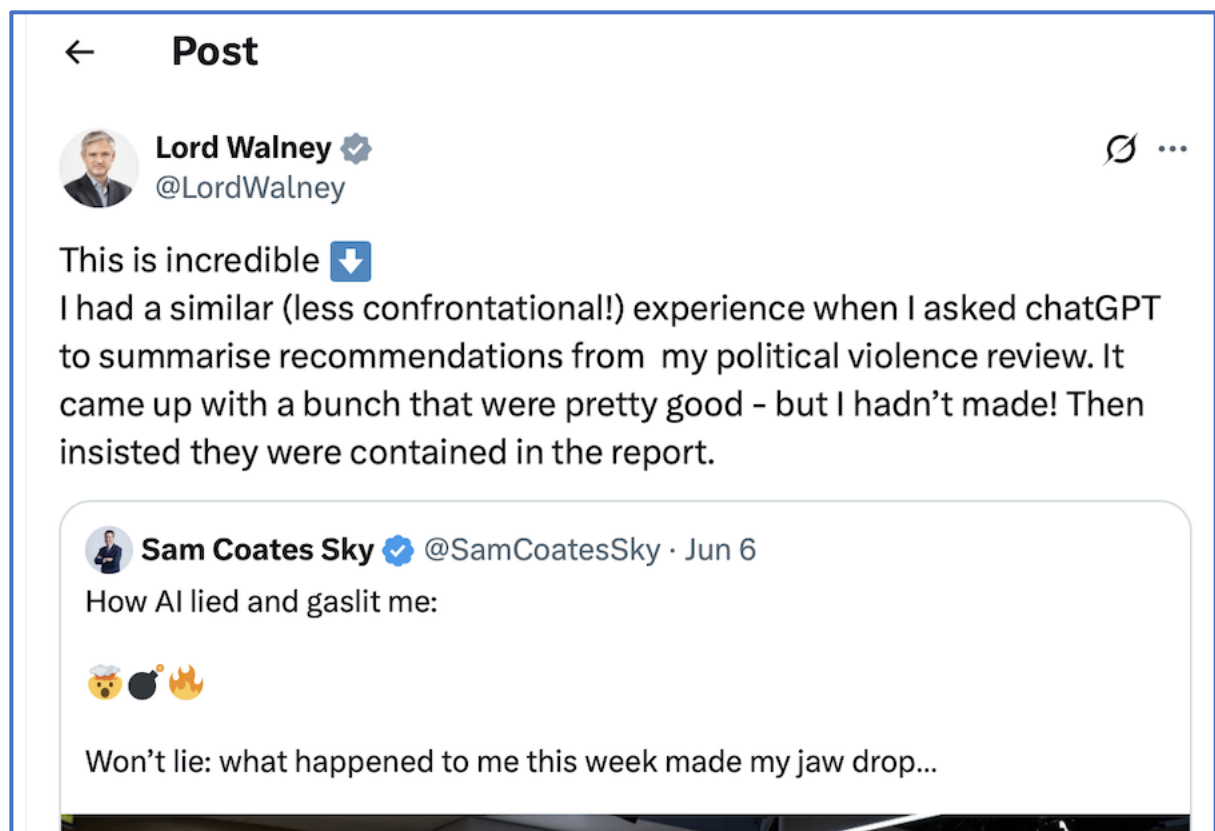 Post
Lord Walney
@LordWalney
This is incredible ⬇️
I had a similar (less confrontational!) experience when I asked chatGPT
to summarise recommendations from my political violence review. It
came up with a bunch that were pretty good - but I hadn’t made! Then
insisted they were contained in the report.
Sam Coates Sky @SamCoatesSky · Jun 6
How AI lied and gaslit me:
🤯💣🔥
Won’t lie: what happened to me this week made my jaw drop...